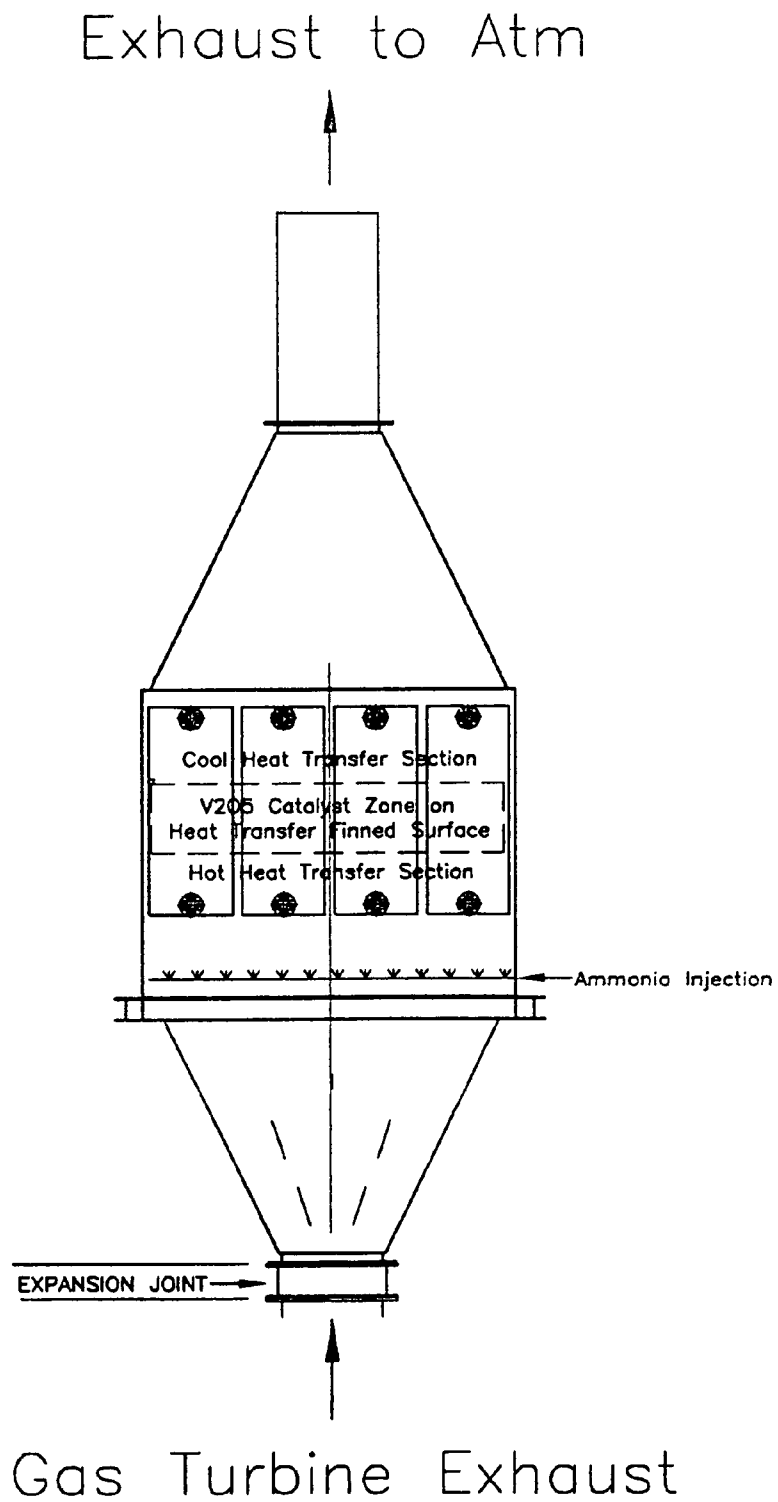 Exhaust to Atm
Cool Heat Transfer Section
V205 Catalyst Zone on
Heat Transfer Finned Surface
Hot Heat Transfer Section
Ammonia Injection
EXPANSION JOINT
Gas Turbine Exhaust